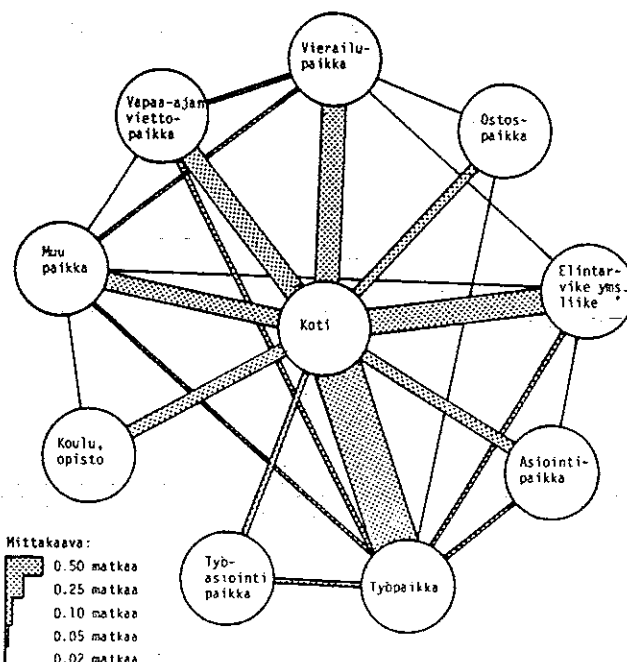 Vierailu-
paikka
Vapaa-ajan
vietto-
paikka
Ostos-
paikka
Muu
paikka
Elintar-
vike yms.
liike
Koti
Koulu,
opisto
Asiointi-
paikka
Työ-
asiointi
paikka
Työpaikka
Mittakaava:
0.50 matkaa
0.25 matkaa
0.10 matkaa
0.05 matkaa
0.02 matkaa